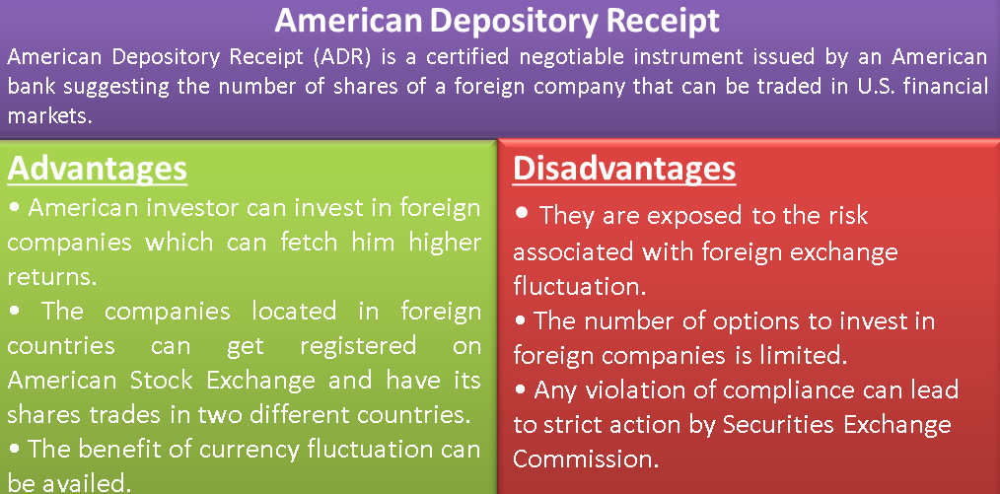 American Depository Receipt
American Depository Receipt (ADR) is a certified negotiable instrument issued by an American
bank suggesting the number of shares of a foreign company that can be traded in U.S. financial
markets.
Advantages
• American investor can invest in foreign
companies which can fetch him higher
returns.
• The companies located in foreign
countries can get registered on
American Stock Exchange and have its
shares trades in two different countries.
• The benefit of currency fluctuation can
be availed.
Disadvantages
• They are exposed to the risk
associated with foreign exchange
fluctuation.
• The number of options to invest in
foreign companies is limited.
• Any violation of compliance can lead
to strict action by Securities Exchange
Commission.